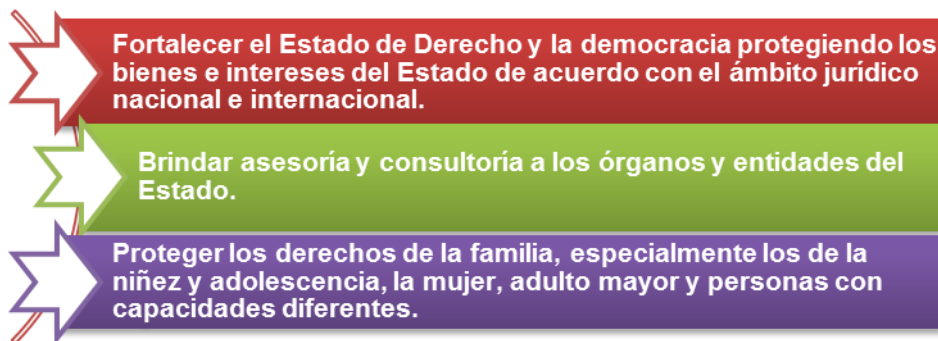 Fortalecer el Estado de Derecho y la democracia protegiendo los
bienes e intereses del Estado de acuerdo con el ámbito jurídico
nacional e internacional.
Brindar asesoría y consultoría a los órganos y entidades del
Estado.
Proteger los derechos de la familia, especialmente los de la
niñez y adolescencia, la mujer, adulto mayor y personas con
capacidades diferentes.